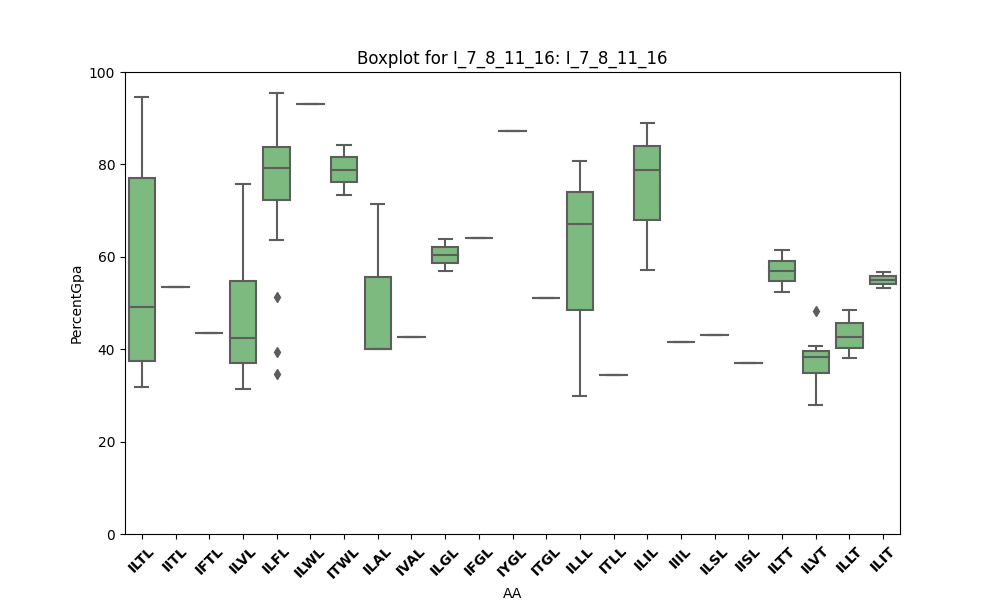 Boxplot for I_7_8_11_16: I_7_8_11_16
100
80
60
40
20
0
PercentGpa
ILTL IITL IFTL ILVL ILFL ILWL ITWL ILAL IVAL ILGL IFGL IYGL ITGL ILLL ITLL ILIL IIIL ILSL IISL ILTT ILVT ILLT ILIT
AA